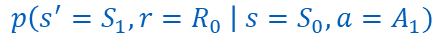 p(s′ = S₁, r = R₀ ∣ s = S₀, a = A₁)